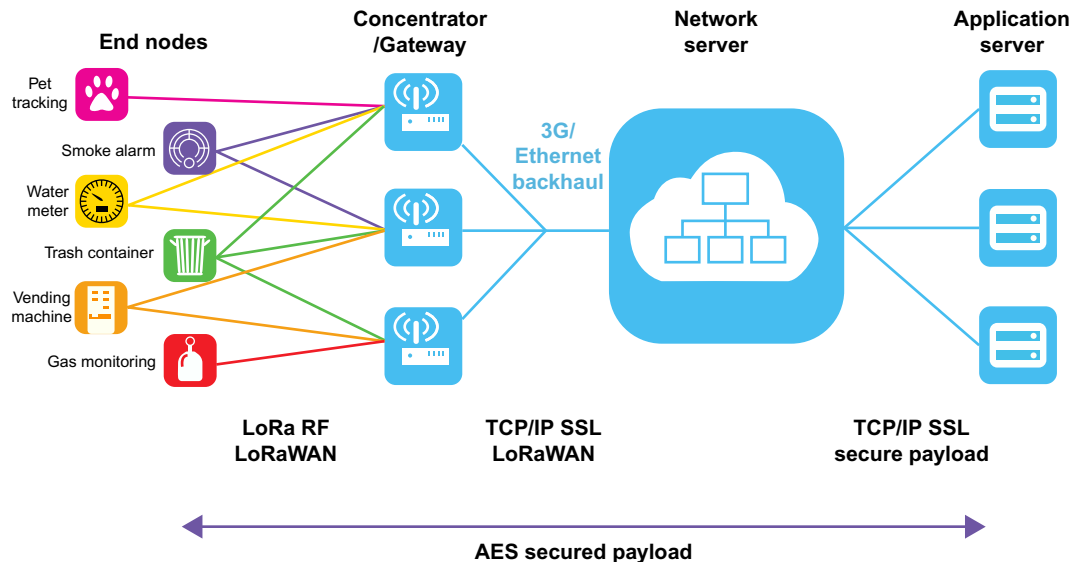 End nodes
Concentrator
/Gateway
Network
server
Application
server
Pet
tracking
Smoke alarm
Water
meter
Trash container
Vending
machine
Gas monitoring
3G/
Ethernet
backhaul
LoRa RF
LoRaWAN
TCP/IP SSL
LoRaWAN
TCP/IP SSL
secure payload
AES secured payload